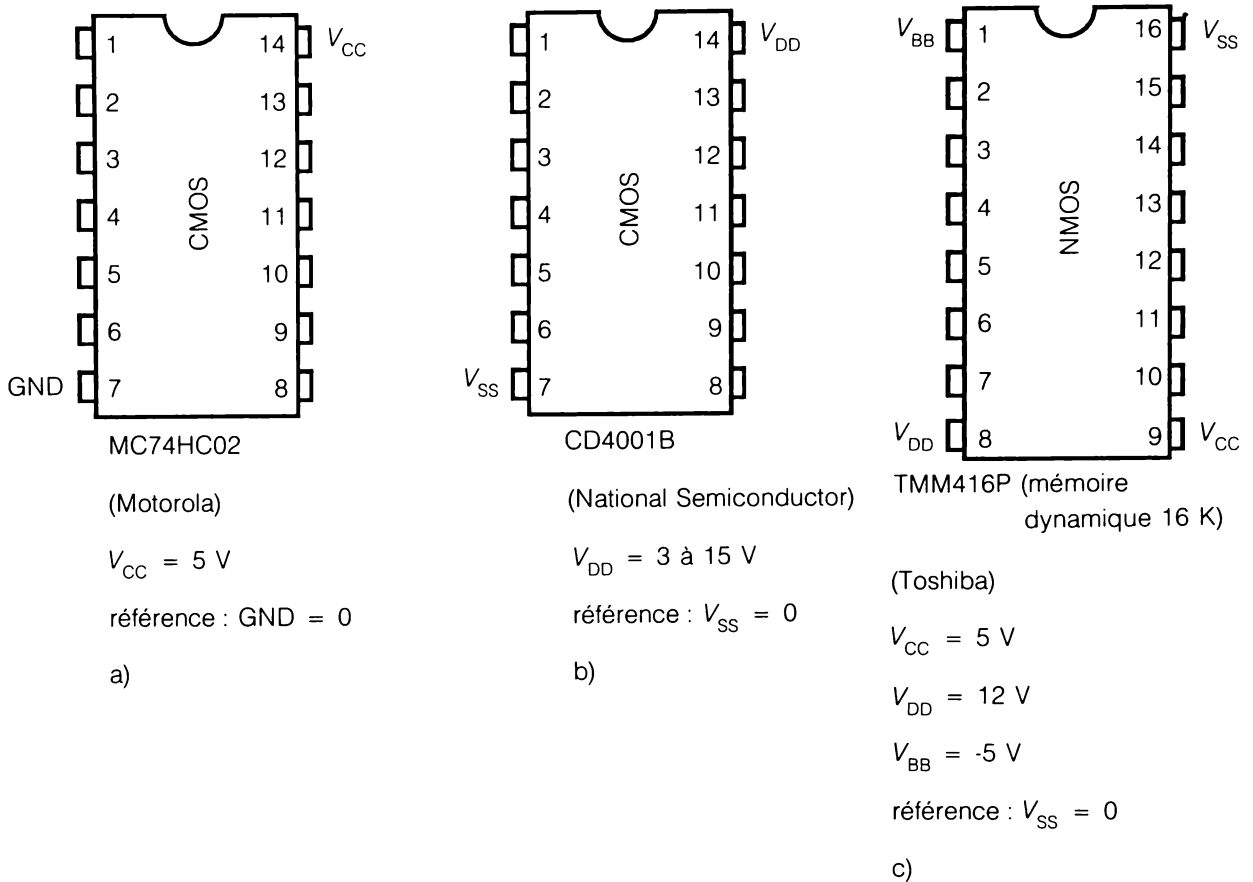 1 14 V_CC
2 13
3 12
4 11
5 10
6 9
GND 7 8
CMOS
MC74HC02
(Motorola)
V_CC = 5 V
référence : GND = 0
a)
1 14 V_DD
2 13
3 12
4 11
5 10
6 9
V_SS 7 8
CMOS
CD4001B
(National Semiconductor)
V_DD = 3 à 15 V
référence : V_SS = 0
b)
V_BB 1 16 V_SS
2 15
3 14
4 13
5 12
6 11
7 10
V_DD 8 9 V_CC
NMOS
TMM416P (mémoire
dynamique 16 K)
(Toshiba)
V_CC = 5 V
V_DD = 12 V
V_BB = -5 V
référence : V_SS = 0
c)